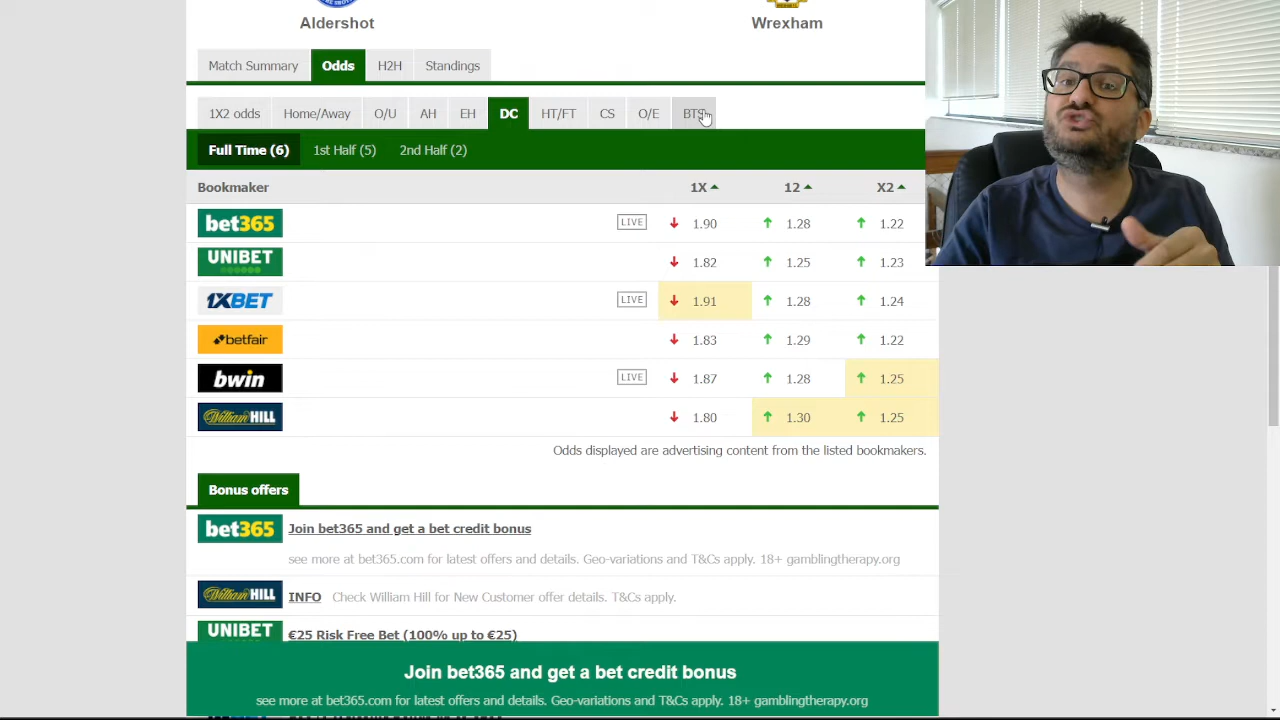 Aldershot Wrexham
Match Summary Odds H2H Standings
1X2 odds Home/Away O/U AH DC HT/FT CS O/E BTS
Full Time (6) 1st Half (5) 2nd Half (2)
Bookmaker 1X 12 X2
bet365 LIVE 1.90 1.28 1.22
UNIBET 1.82 1.25 1.23
1XBET LIVE 1.91 1.28 1.24
betfair 1.83 1.29 1.22
bwin LIVE 1.87 1.28 1.25
William HILL 1.80 1.30 1.25
Odds displayed are advertising content from the listed bookmakers.
Bonus offers
bet365 Join bet365 and get a bet credit bonus
see more at bet365.com for latest offers and details. Geo-variations and T&Cs apply. 18+ gamblingtherapy.org
William HILL INFO Check William Hill for New Customer offer details. T&Cs apply.
UNIBET €25 Risk Free Bet (100% up to €25)
Join bet365 and get a bet credit bonus
see more at bet365.com for latest offers and details. Geo-variations and T&Cs apply. 18+ gamblingtherapy.org